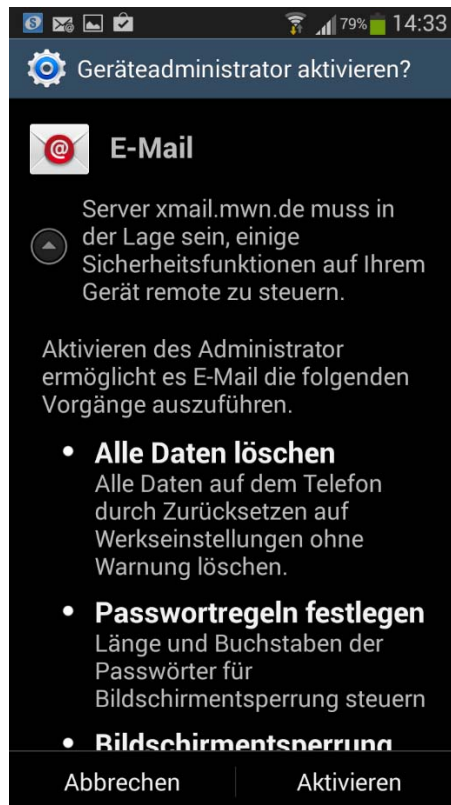 79% 14:33
Geräteadministrator aktivieren?
E-Mail
Server xmail.mwn.de muss in
der Lage sein, einige
Sicherheitsfunktionen auf Ihrem
Gerät remote zu steuern.
Aktivieren des Administrator
ermöglicht es E-Mail die folgenden
Vorgänge auszuführen.
• Alle Daten löschen
Alle Daten auf dem Telefon
durch Zurücksetzen auf
Werkseinstellungen ohne
Warnung löschen.
• Passwortregeln festlegen
Länge und Buchstaben der
Passwörter für
Bildschirmentsperrung steuern
• Bildschirmentsperrung
Abbrechen Aktivieren